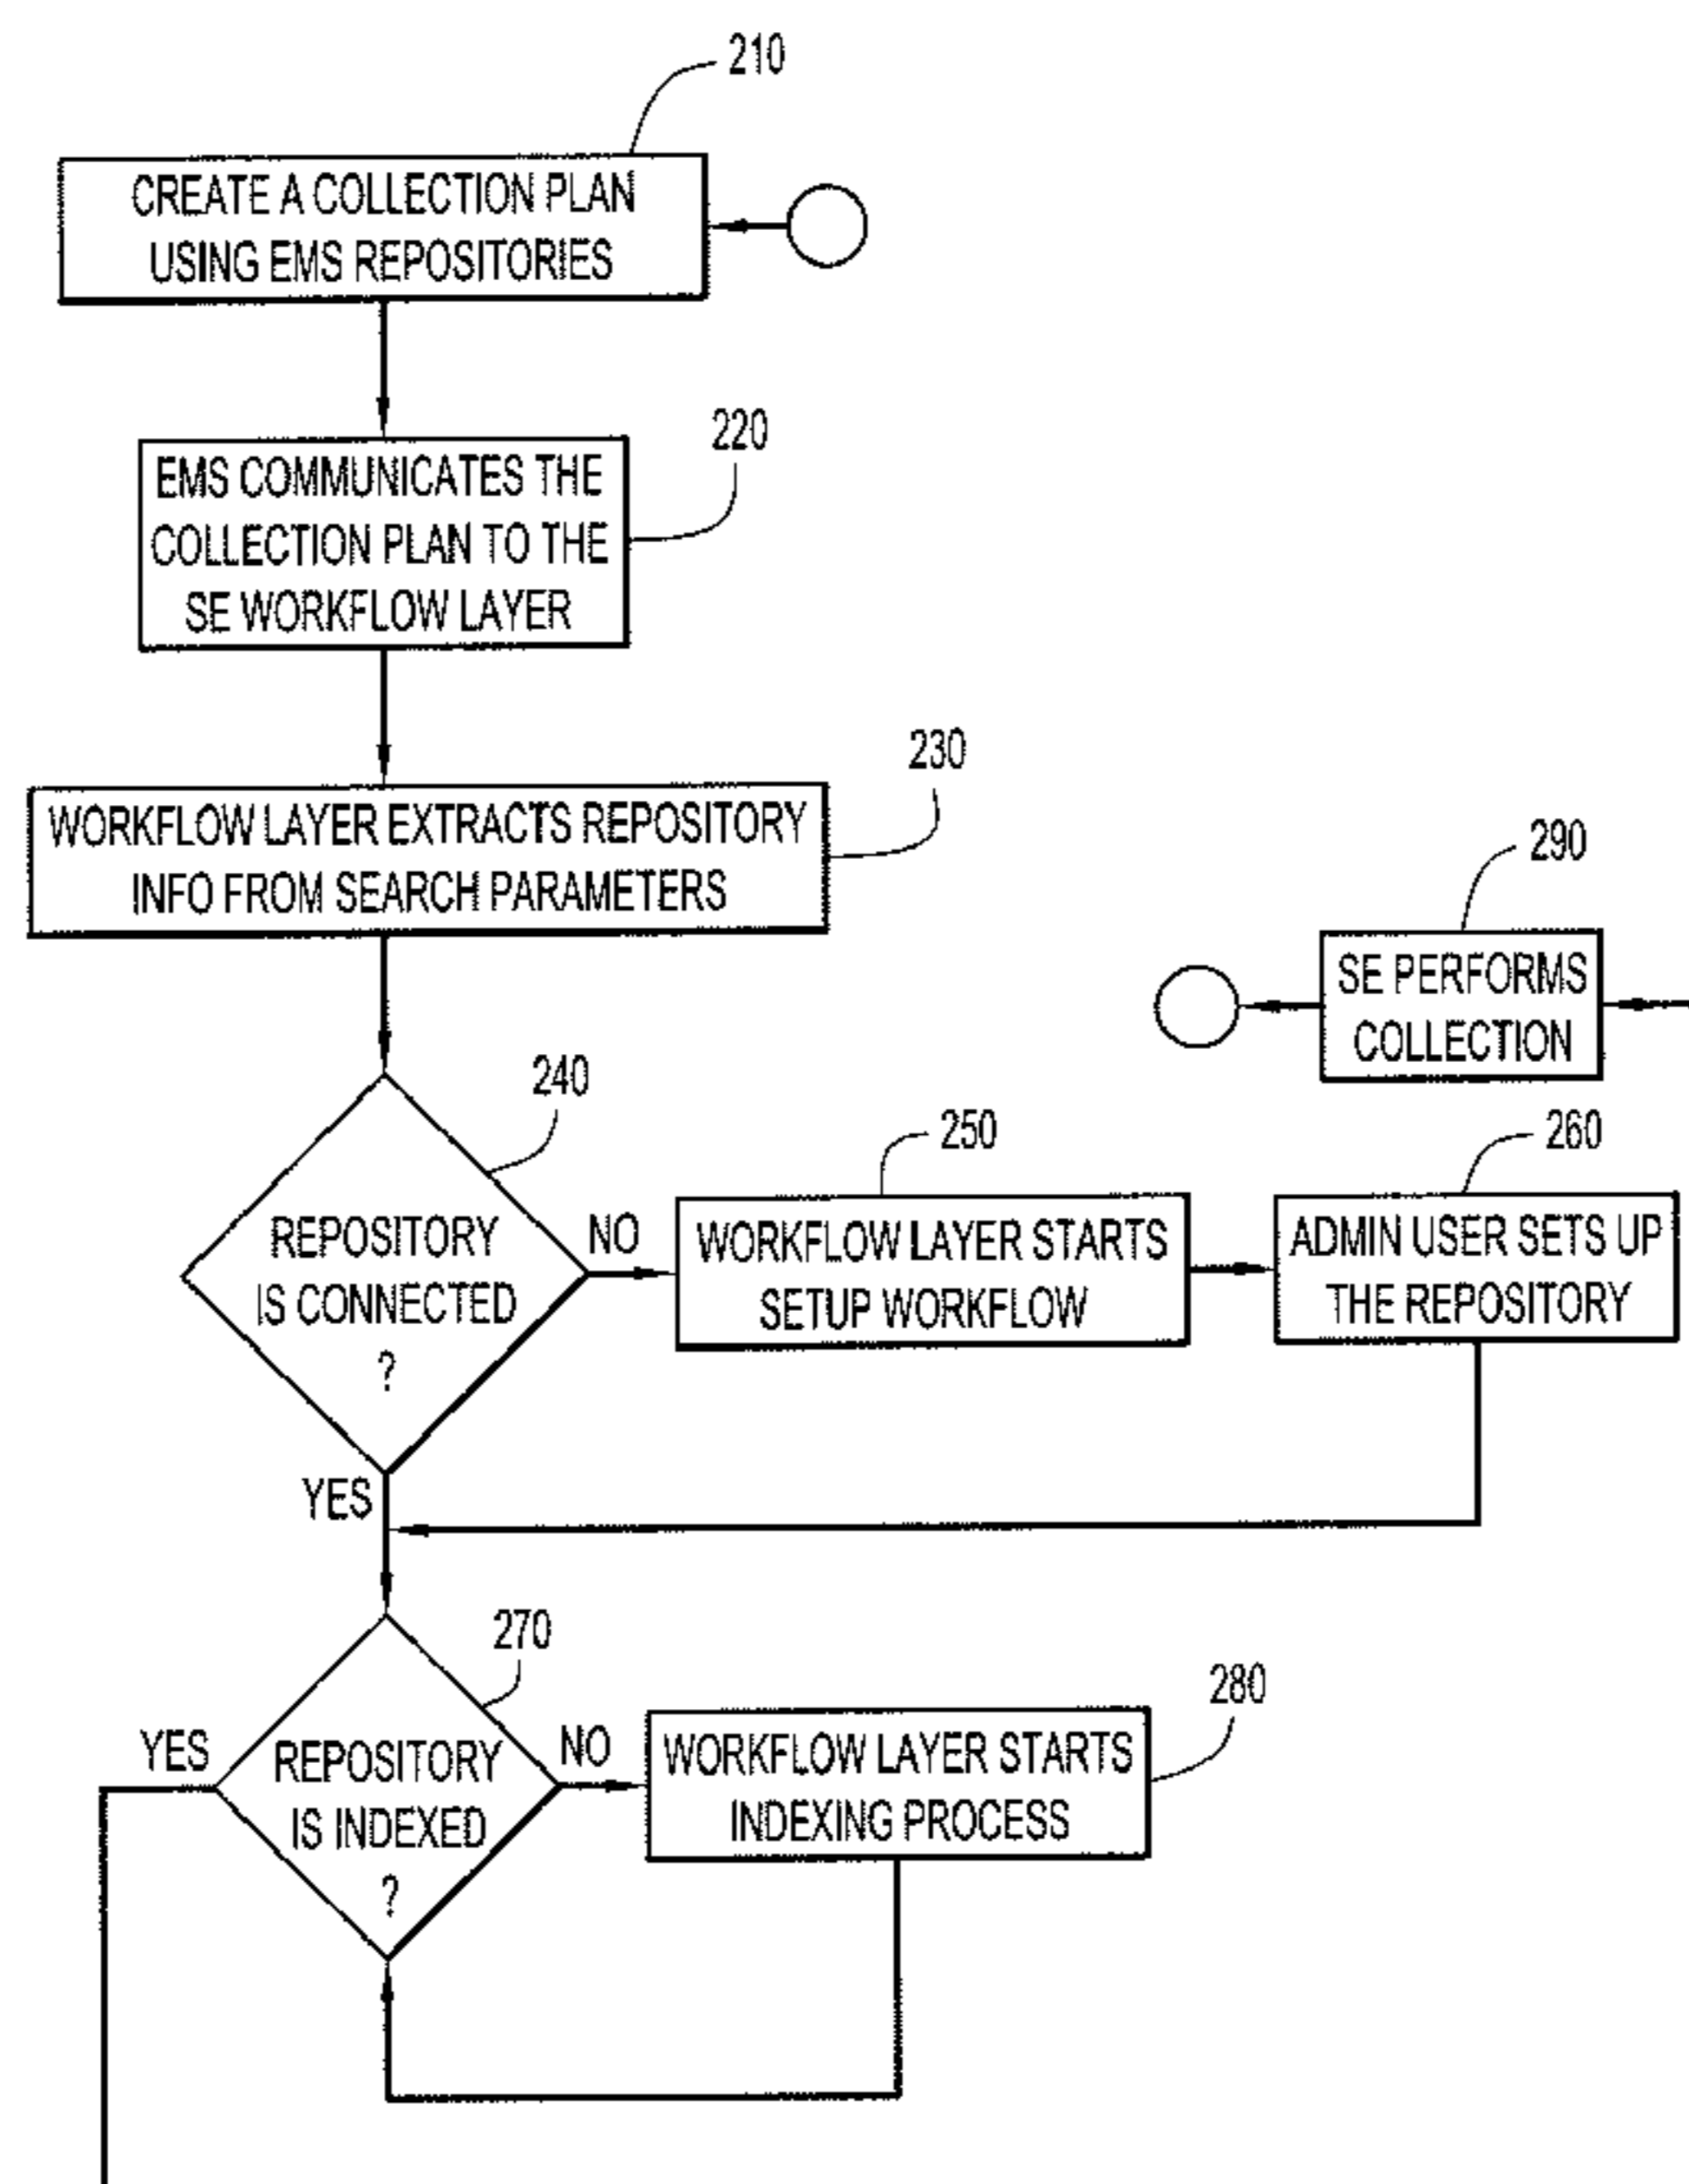 210
CREATE A COLLECTION PLAN
USING EMS REPOSITORIES
220
EMS COMMUNICATES THE
COLLECTION PLAN TO THE
SE WORKFLOW LAYER
230
WORKFLOW LAYER EXTRACTS REPOSITORY
INFO FROM SEARCH PARAMETERS
240
REPOSITORY
IS CONNECTED
?
NO
250
WORKFLOW LAYER STARTS
SETUP WORKFLOW
260
ADMIN USER SETS UP
THE REPOSITORY
YES
270
REPOSITORY
IS INDEXED
?
NO
280
WORKFLOW LAYER STARTS
INDEXING PROCESS
YES
290
SE PERFORMS
COLLECTION